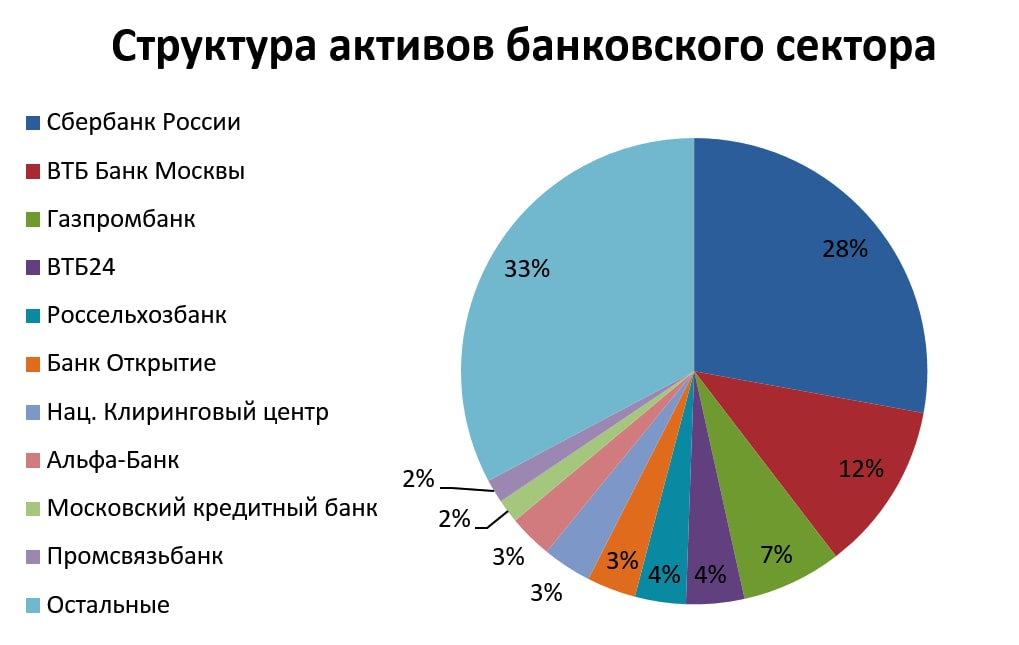 Структура активов банковского сектора
Сбербанк России
ВТБ Банк Москвы
Газпромбанк
ВТБ24
Россельхозбанк
Банк Открытие
Нац. Клиринговый центр
Альфа-Банк
Московский кредитный банк
Промсвязьбанк
Остальные
28%
12%
7%
4%
4%
3%
3%
3%
2%
2%
33%